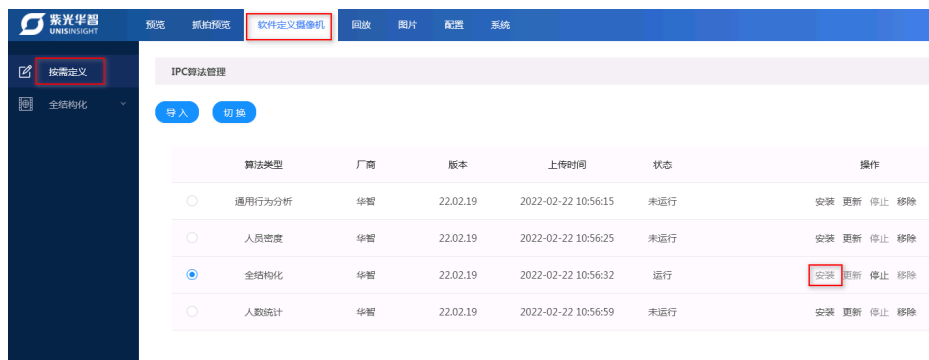 紫光华智 预览 抓拍预览 软件定义摄像机 回放 图片 配置 系统
UNISINSIGHT
按需定义 IPC算法管理
全结构化
导入 切换
算法类型 厂商 版本 上传时间 状态 操作
通用行为分析 华智 22.02.19 2022-02-22 10:56:15 未运行 安装 更新 停止 移除
人员密度 华智 22.02.19 2022-02-22 10:56:25 未运行 安装 更新 停止 移除
全结构化 华智 22.02.19 2022-02-22 10:56:32 运行 安装 更新 停止 移除
人数统计 华智 22.02.19 2022-02-22 10:56:59 未运行 安装 更新 停止 移除